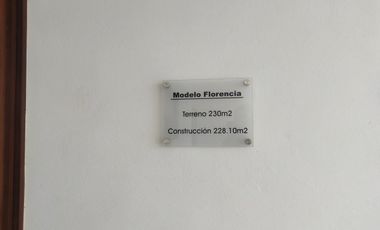 Modelo Florencia
Terreno 230m2
Construcción 228.10m2